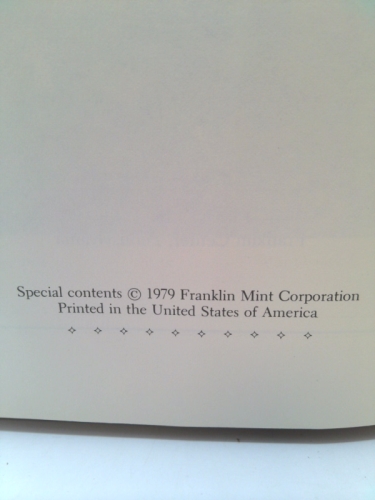 Special contents © 1979 Franklin Mint Corporation
Printed in the United States of America